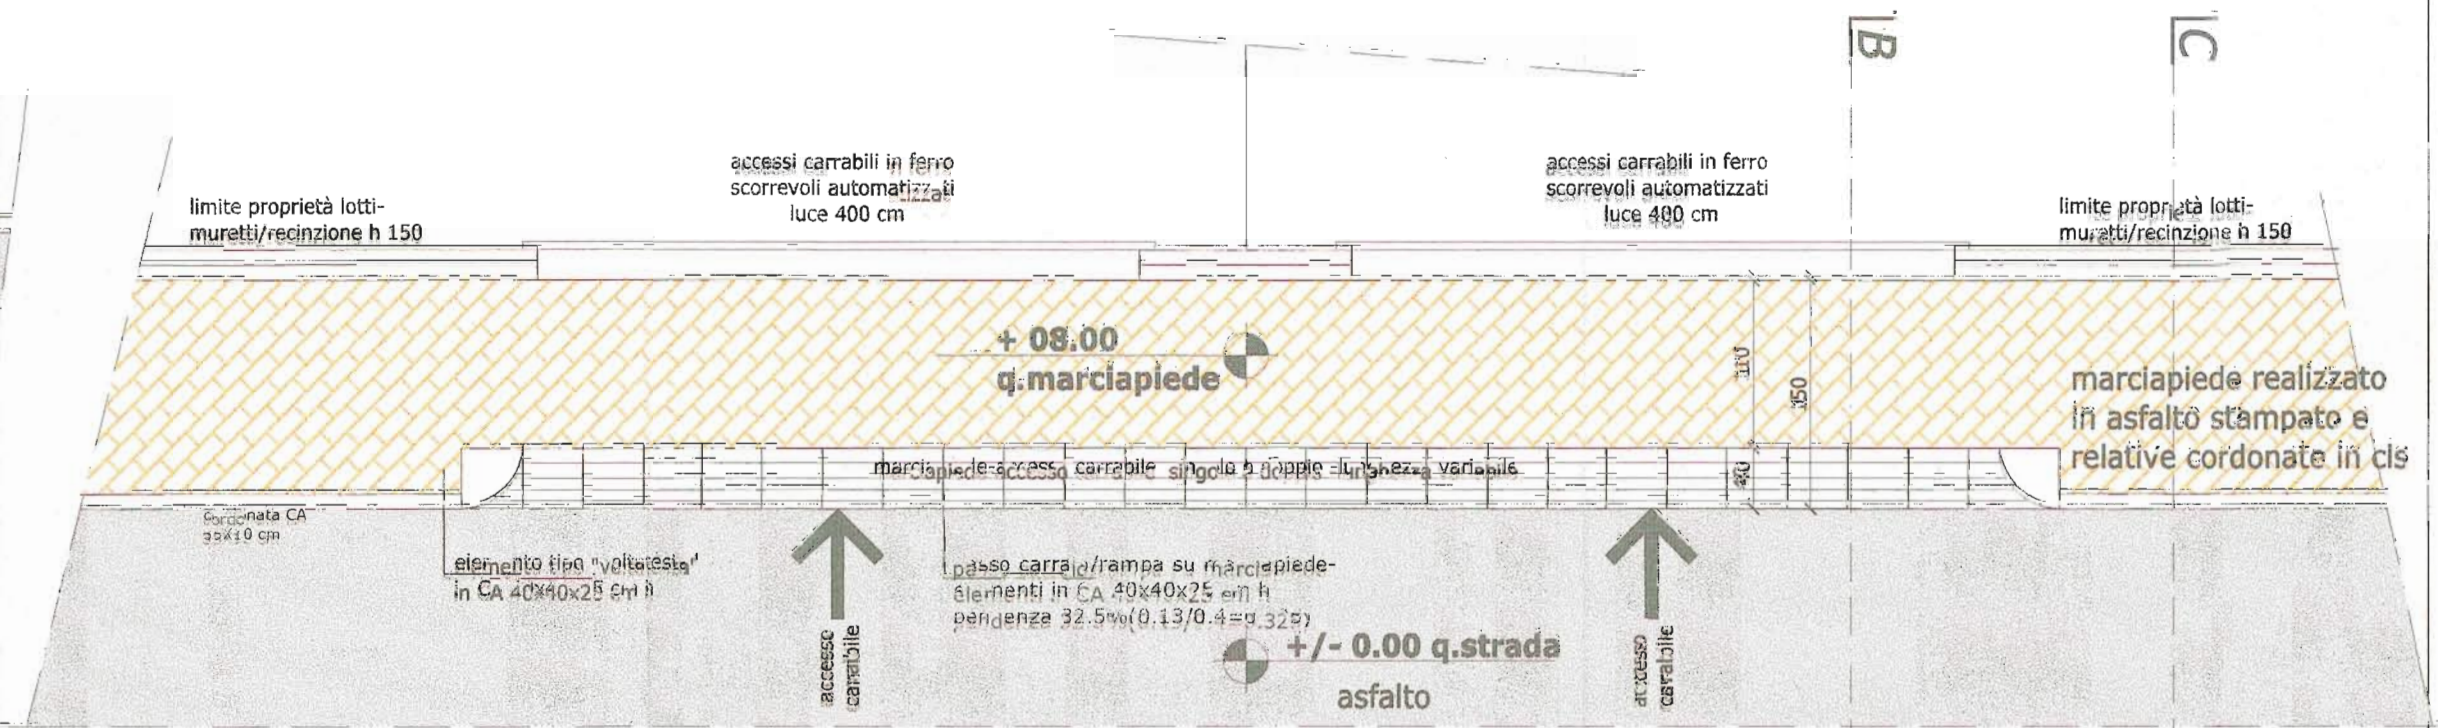 B
C
accessi carrabili in ferro
scorrevoli automatizzati
luce 400 cm
accessi carrabili in ferro
scorrevoli automatizzati
luce 400 cm
limite proprietà lotti-
muretti/recinzione h 150
limite proprietà lotti-
muretti/recinzione h 150
+ 08.00
q.marciapiede
110
150
40
marciapiede realizzato
in asfalto stampato e
relative cordonate in cls
marciapiede-accesso carrabile singolo o doppio -lunghezza variabile
cordonata CA
elemento tipo "voltatesta"
in CA 40x40x25 cm h
passo carraio/rampa su marciapiede-
elementi in CA 40x40x25 cm h
pendenza 32.5%(0.13/0.4=0.325)
accesso
carrabile
+/- 0.00 q.strada
asfalto
accesso
carrabile